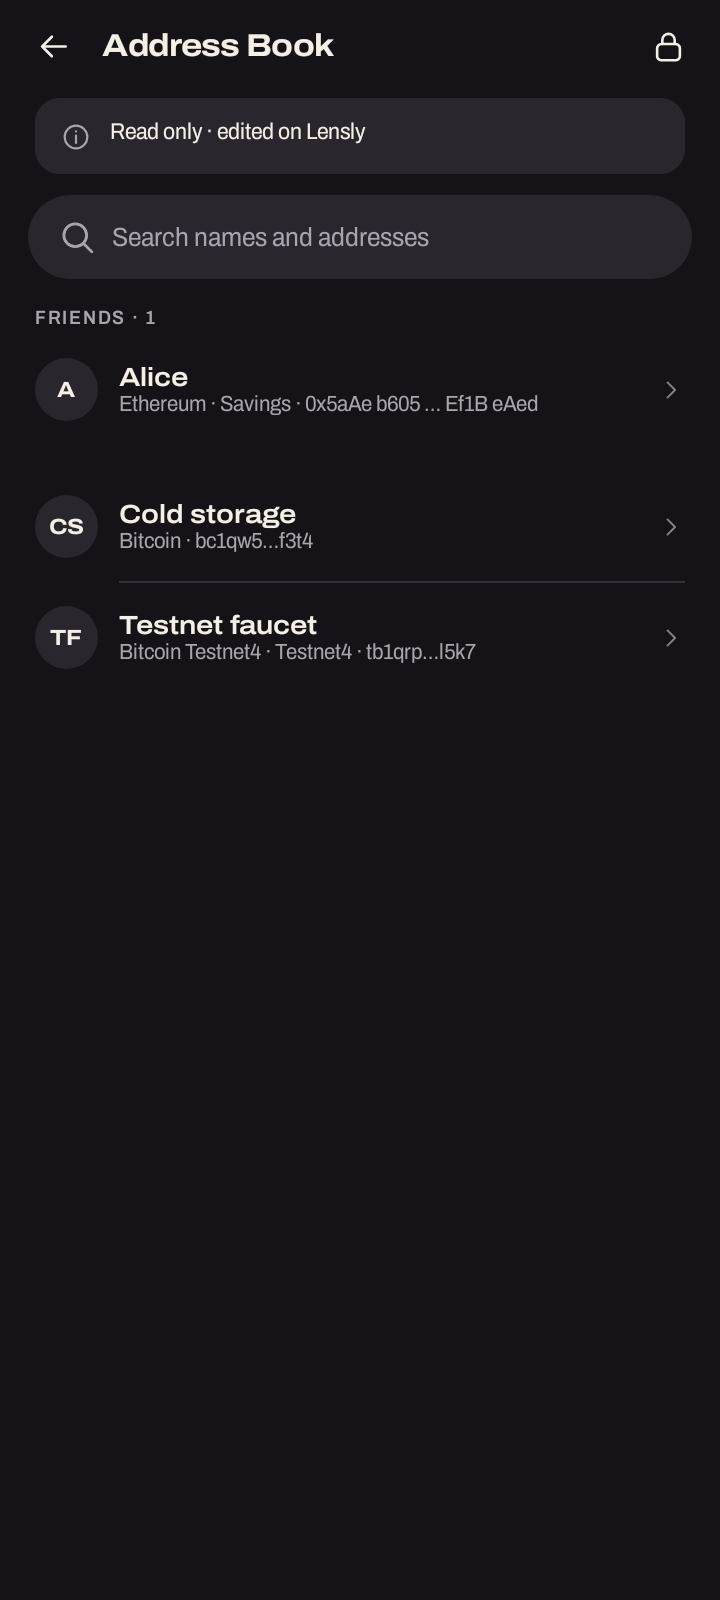 Address Book
Read only · edited on Lensly
Search names and addresses
FRIENDS · 1
A
Alice
Ethereum · Savings · 0x5aAe b605 … Ef1B eAed
CS
Cold storage
Bitcoin · bc1qw5…f3t4
TF
Testnet faucet
Bitcoin Testnet4 · Testnet4 · tb1qrp…l5k7